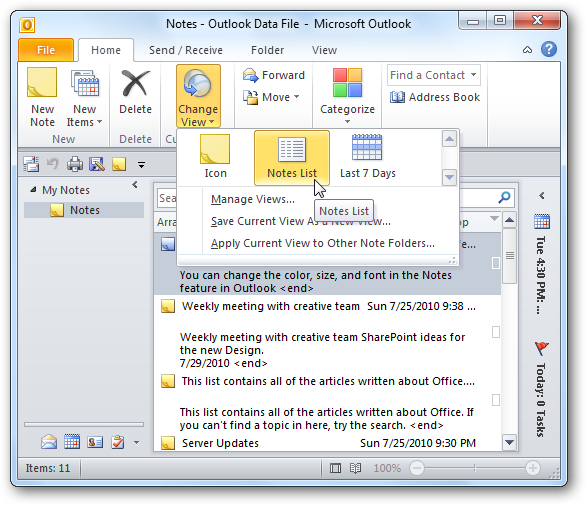 Notes - Outlook Data File - Microsoft Outlook
File Home Send / Receive Folder View
New Note
New Items
Delete
Change View
Forward
Move
Categorize
Find a Contact
Address Book
New Delete Cu
Icon Notes List Last 7 Days
Manage Views...
Notes List
Save Current View As a New View...
Apply Current View to Other Note Folders...
My Notes
Notes
Sea
Arra
You can change the color, size, and font in the Notes
feature in Outlook <end>
Weekly meeting with creative team Sun 7/25/2010 9:38 ...
Weekly meeting with creative team SharePoint ideas for
the new Design.
7/29/2010 <end>
This list contains all of the articles written about Office....
This list contains all of the articles written about Office. If
you can't find a topic in here, try the search. <end>
Server Updates Sun 7/25/2010 9:30 PM
Tue 4:30 PM: ...
Today: 0 Tasks
Items: 11
100%